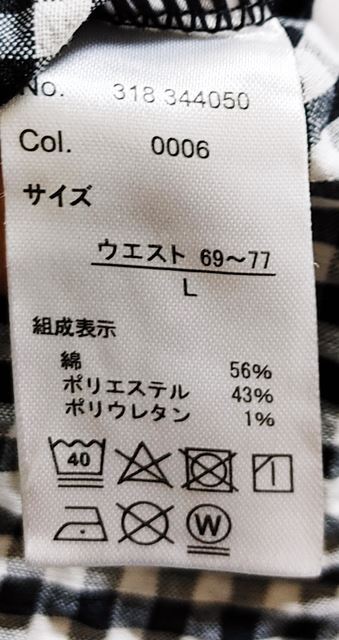 No. 318 344050
Col. 0006
サイズ
ウエスト 69～77
L
組成表示
綿 56%
ポリエステル 43%
ポリウレタン 1%
40
W